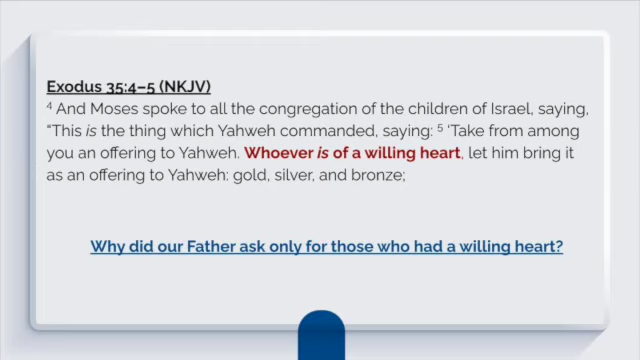 Exodus 35:4–5 (NKJV)
4 And Moses spoke to all the congregation of the children of Israel, saying,
“This is the thing which Yahweh commanded, saying: 5 ‘Take from among
you an offering to Yahweh. Whoever is of a willing heart, let him bring it
as an offering to Yahweh: gold, silver, and bronze;
Why did our Father ask only for those who had a willing heart?